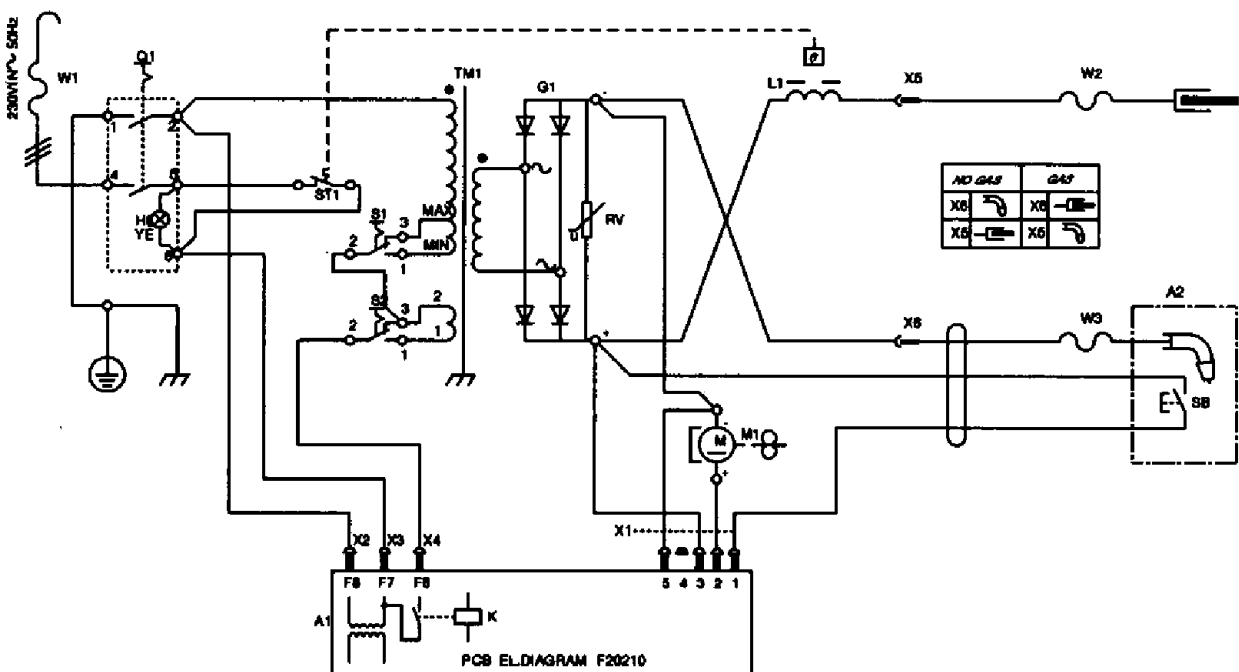 230V(N~ 50Hz
W1
Q1
TM1
G1
L1
X5
W2
1
2
4
5
ST1
YE
6
S1
3
MAX
2
MIN
1
RV
U
NO GAS
GAS
X6
X6
X5
X5
A2
2
3
2
1
1
X6
W3
SB
M
M1
X1
X2
X3
X4
F8
F7
F6
5
4
3
2
1
A1
K
PCB EL.DIAGRAM F20210